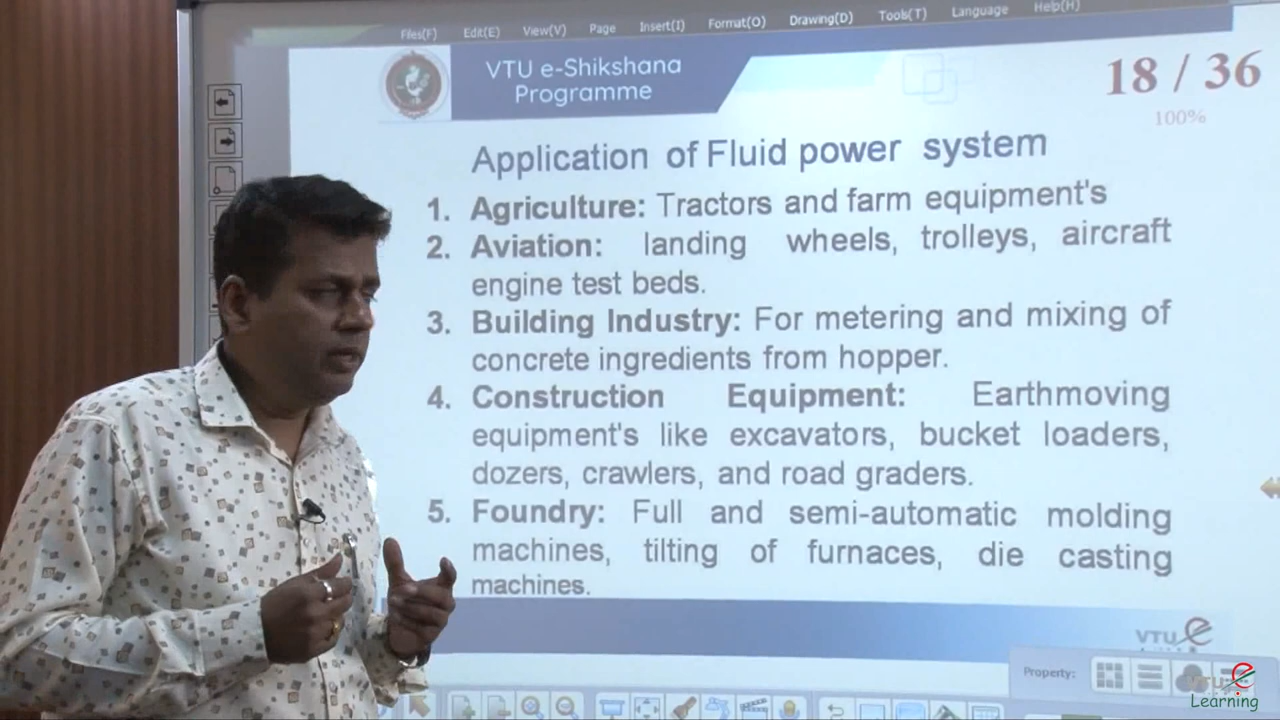 Files(F) Edit(E) View(V) Page Insert(I) Format(O) Drawing(D) Tools(T) Language Help(H)
VTU e-Shikshana
Programme
18 / 36
100%
Application of Fluid power system
1. Agriculture: Tractors and farm equipment's
2. Aviation: landing wheels, trolleys, aircraft
engine test beds.
3. Building Industry: For metering and mixing of
concrete ingredients from hopper.
4. Construction Equipment: Earthmoving
equipment's like excavators, bucket loaders,
dozers, crawlers, and road graders.
5. Foundry: Full and semi-automatic molding
machines, tilting of furnaces, die casting
machines.
VTU e
Property:
VTU e
Learning